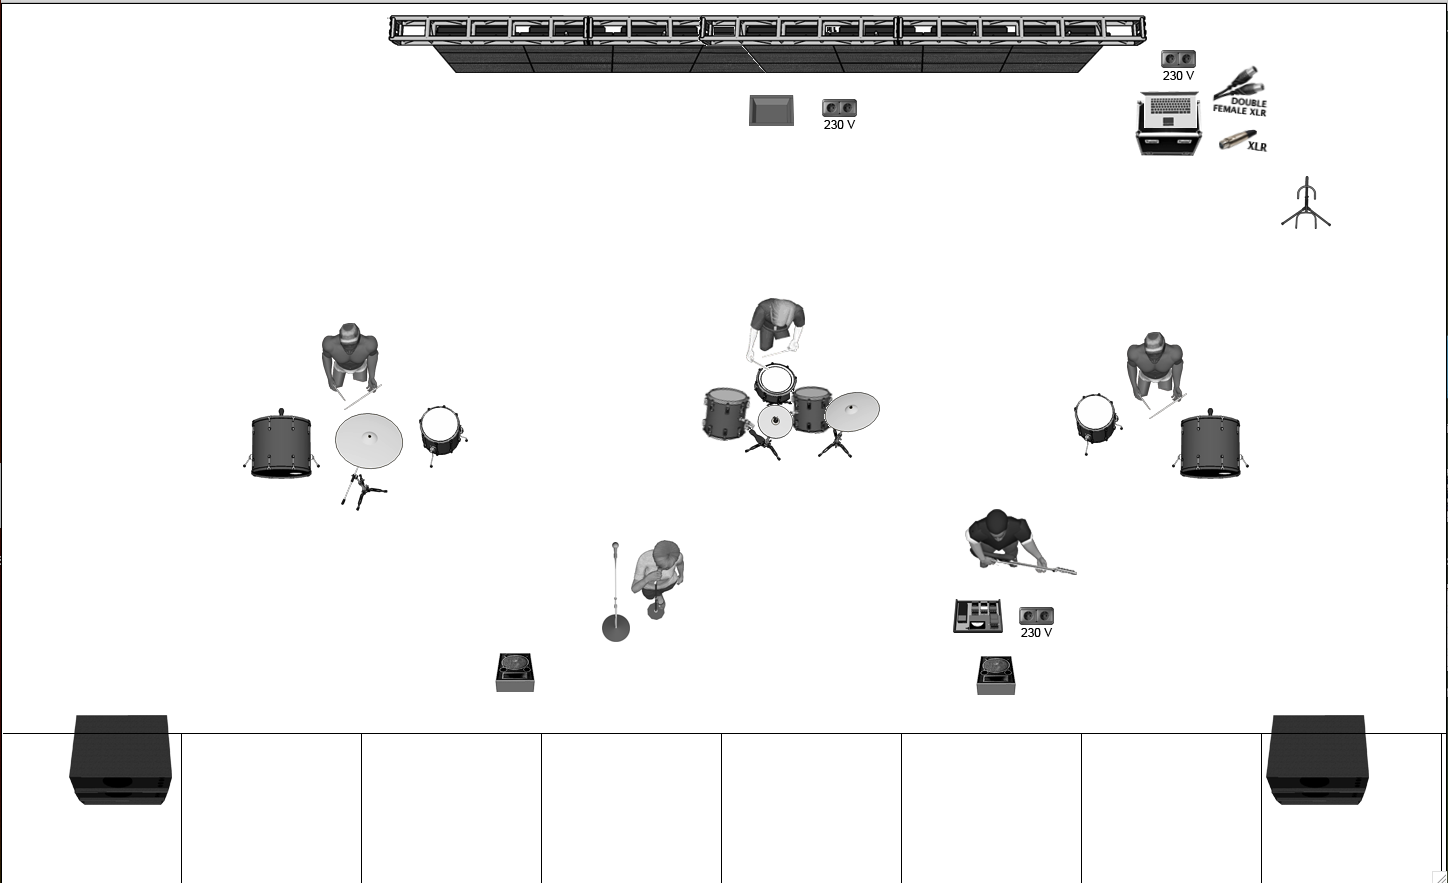 230 V
DOUBLE
FEMALE XLR
230 V
XLR
230 V